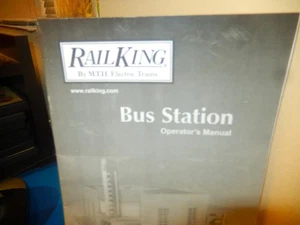 RAILKING
By MTH Electric Trains
www.railking.com
Bus Station
Operator's Manual